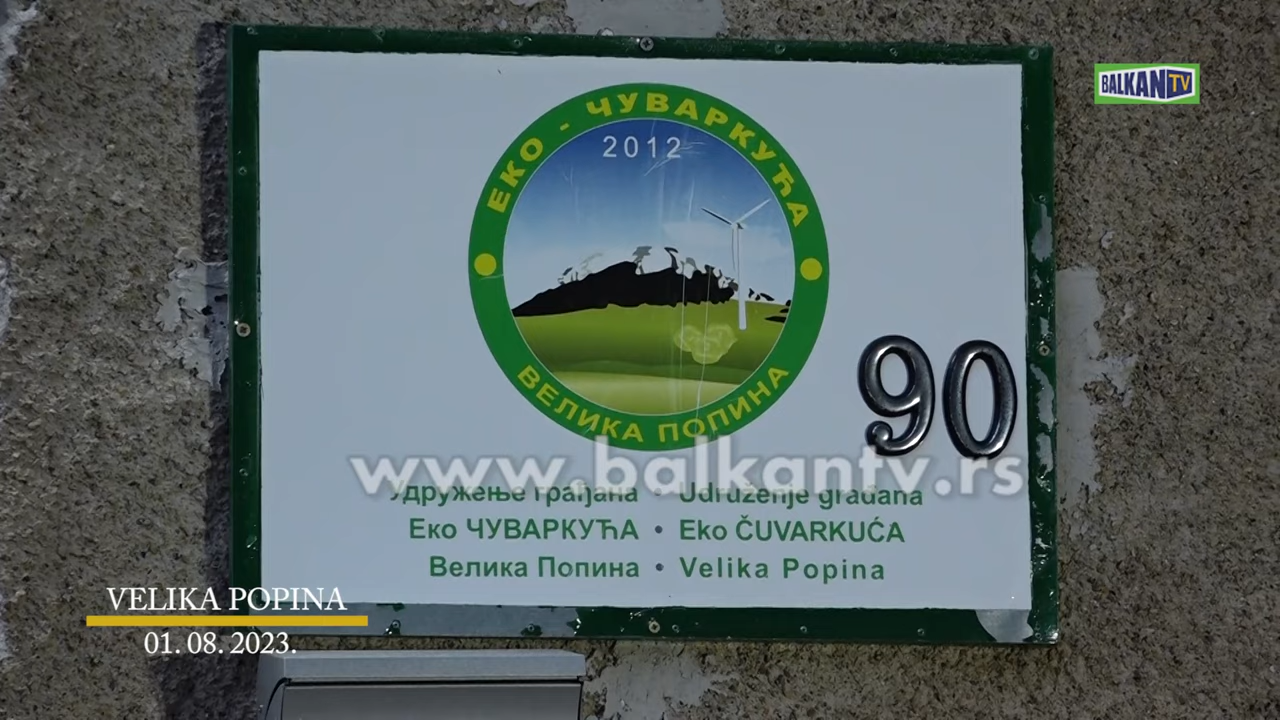 BALKAN TV
ЕКО - ЧУВАРКУЋА
2012
ВЕЛИКА ПОПИНА
90
www.balkantv.rs
Удружење грађана • Udruženje građana
Еко ЧУВАРКУЋА • Eko ČUVARKUĆA
Велика Попина • Velika Popina
VELIKA POPINA
01. 08. 2023.